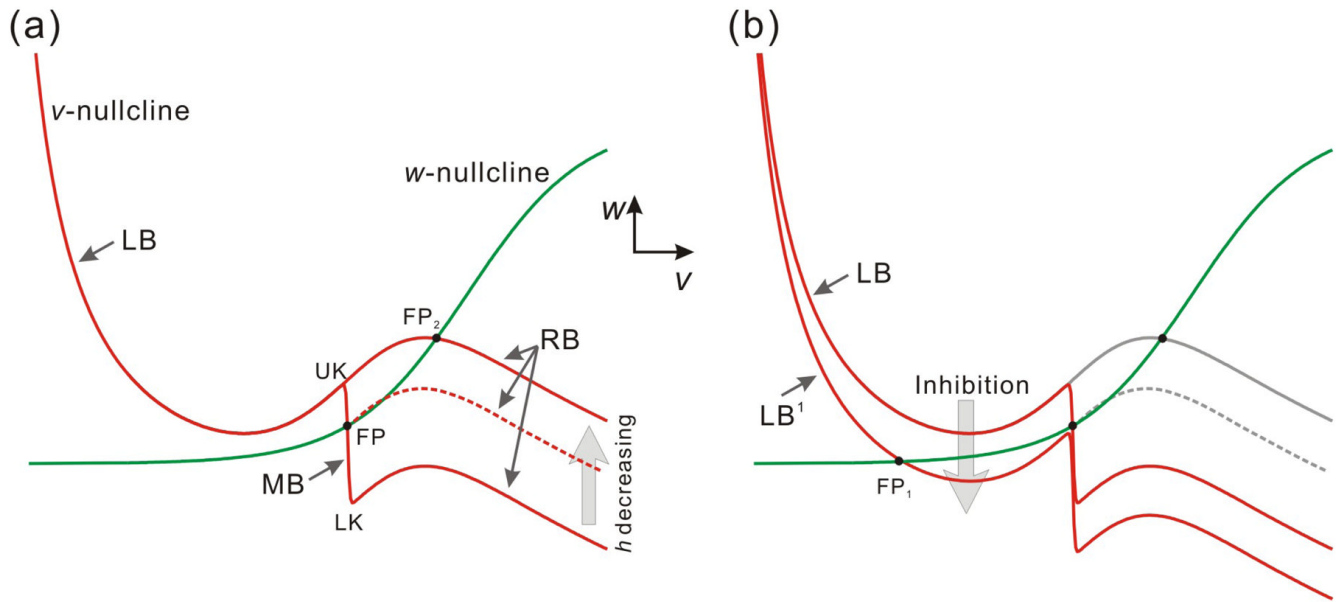 (a)
v-nullcline
w-nullcline
LB
w
v
FP₂
RB
UK
FP
MB
LK
h decreasing
(b)
LB
LB¹
Inhibition
FP₁